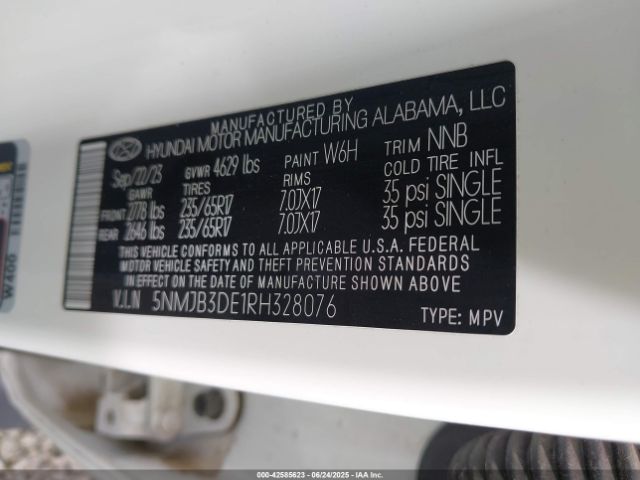 MANUFACTURED BY
HYUNDAI MOTOR MANUFACTURING ALABAMA, LLC
Sep/22/23 GVWR 4629 lbs PAINT W6H TRIM NNB
GAWR TIRES RIMS COLD TIRE INFL
FRONT 2778 lbs 235/65R17 7.0JX17 35 psi SINGLE
REAR 2646 lbs 235/65R17 7.0JX17 35 psi SINGLE
THIS VEHICLE CONFORMS TO ALL APPLICABLE U.S.A. FEDERAL
MOTOR VEHICLE SAFETY AND THEFT PREVENTION STANDARDS
IN EFFECT ON THE DATE OF MANUFACTURE SHOWN ABOVE.
V.I.N 5NMJB3DE1RH328076
TYPE: MPV
W400
000-42585623 | 06/24/2025 | IAAI.COM